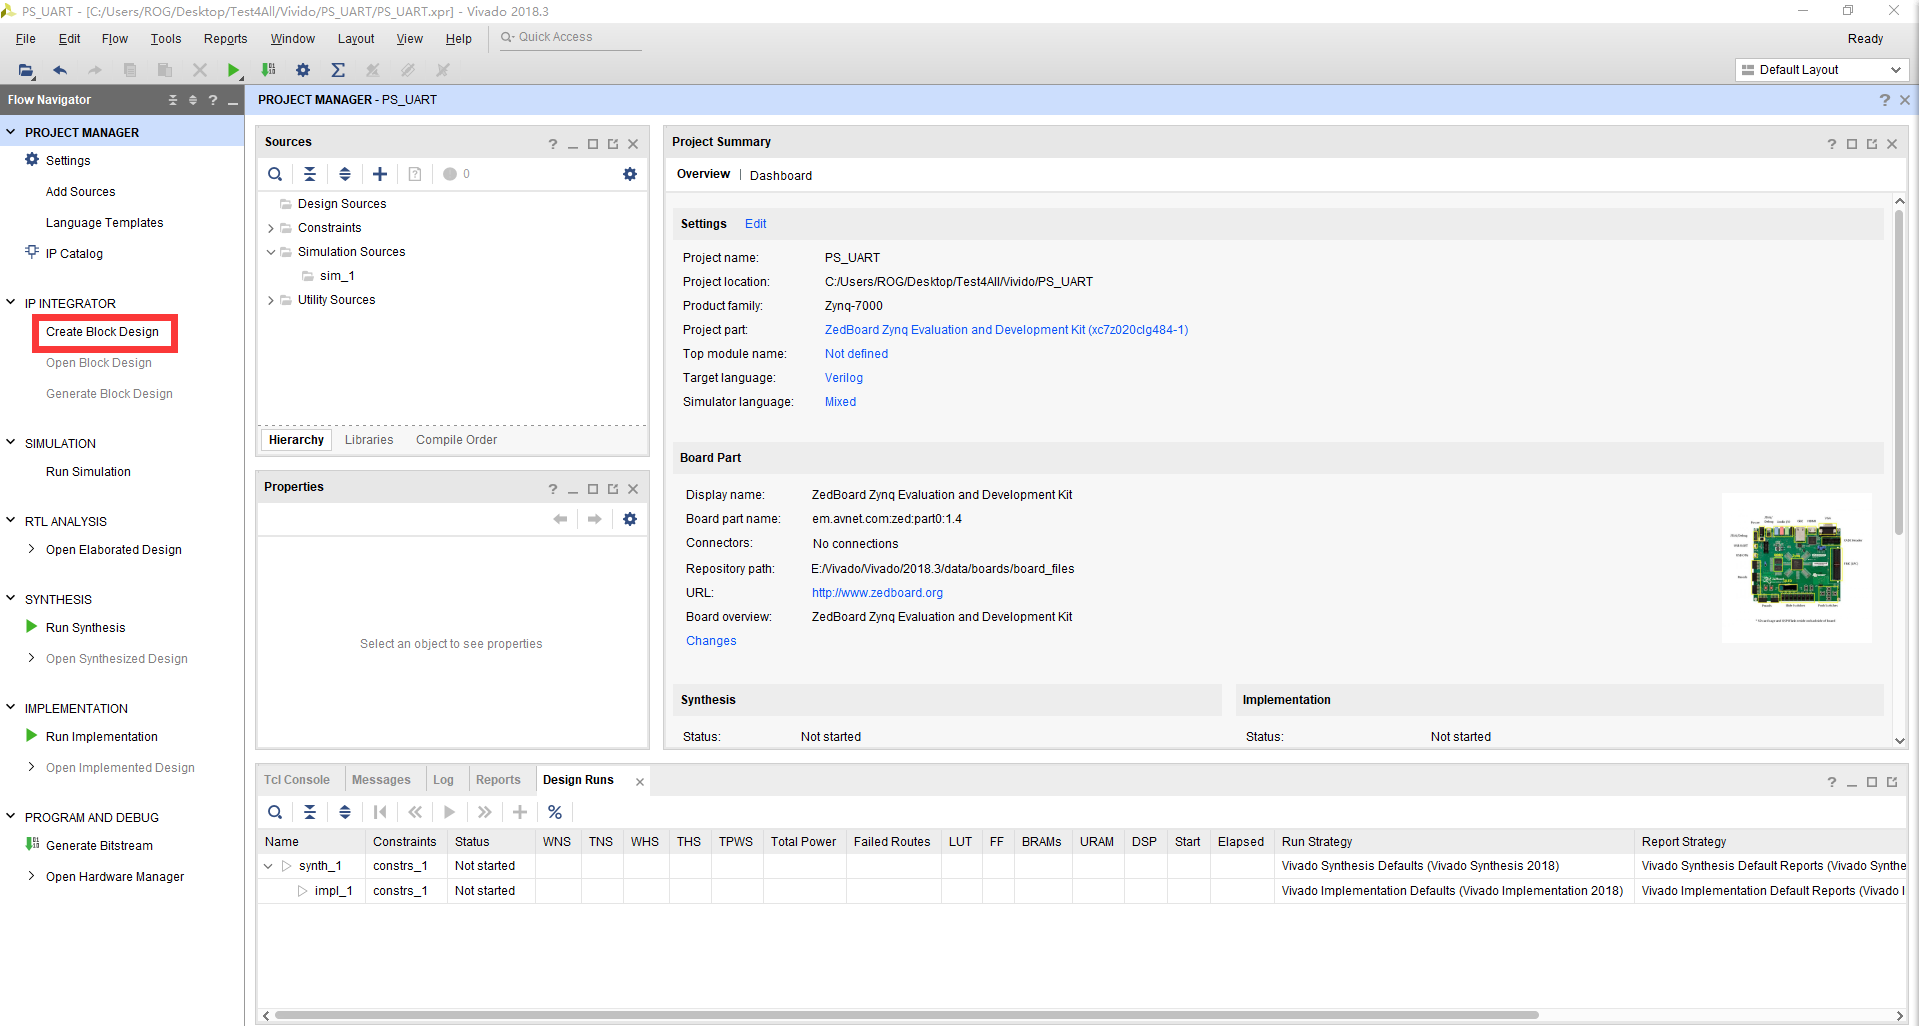 PS_UART - [C:/Users/ROG/Desktop/Test4All/Vivido/PS_UART/PS_UART.xpr] - Vivado 2018.3
File Edit Flow Tools Reports Window Layout View Help Quick Access Ready
Default Layout
Flow Navigator
PROJECT MANAGER
Settings
Add Sources
Language Templates
IP Catalog
IP INTEGRATOR
Create Block Design
Open Block Design
Generate Block Design
SIMULATION
Run Simulation
RTL ANALYSIS
Open Elaborated Design
SYNTHESIS
Run Synthesis
Open Synthesized Design
IMPLEMENTATION
Run Implementation
Open Implemented Design
PROGRAM AND DEBUG
Generate Bitstream
Open Hardware Manager
PROJECT MANAGER - PS_UART
Sources
0
Design Sources
Constraints
Simulation Sources
sim_1
Utility Sources
Hierarchy Libraries Compile Order
Properties
Select an object to see properties
Project Summary
Overview | Dashboard
Settings Edit
Project name: PS_UART
Project location: C:/Users/ROG/Desktop/Test4All/Vivido/PS_UART
Product family: Zynq-7000
Project part: ZedBoard Zynq Evaluation and Development Kit (xc7z020clg484-1)
Top module name: Not defined
Target language: Verilog
Simulator language: Mixed
Board Part
Display name: ZedBoard Zynq Evaluation and Development Kit
Board part name: em.avnet.com:zed:part0:1.4
Connectors: No connections
Repository path: E:/Vivado/Vivado/2018.3/data/boards/board_files
URL: http://www.zedboard.org
Board overview: ZedBoard Zynq Evaluation and Development Kit
Changes
Synthesis Implementation
Status: Not started Status: Not started
Tcl Console Messages Log Reports Design Runs
Name Constraints Status WNS TNS WHS THS TPWS Total Power Failed Routes LUT FF BRAMs URAM DSP Start Elapsed Run Strategy Report Strategy
synth_1 constrs_1 Not started Vivado Synthesis Defaults (Vivado Synthesis 2018) Vivado Synthesis Default Reports (Vivado Synthe
impl_1 constrs_1 Not started Vivado Implementation Defaults (Vivado Implementation 2018) Vivado Implementation Default Reports (Vivado I